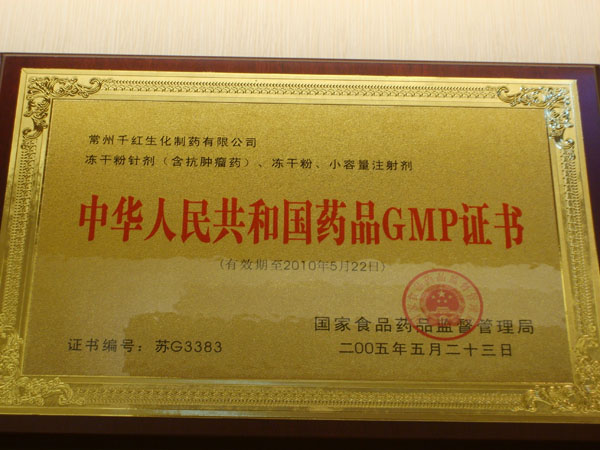 常州千红生化制药有限公司
冻干粉针剂（含抗肿瘤药）、冻干粉、小容量注射剂
中华人民共和国药品GMP证书
(有效期至2010年5月22日)
国家食品药品监督管理局
证书编号：苏G3383
二00五年五月二十三日